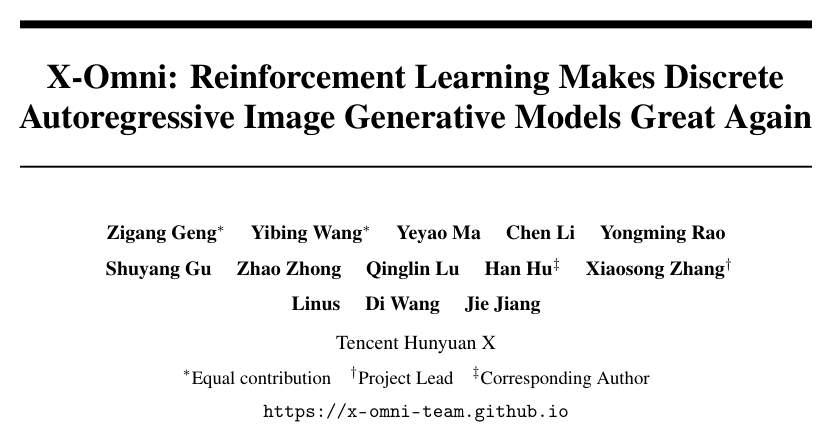 X-Omni: Reinforcement Learning Makes Discrete
Autoregressive Image Generative Models Great Again
Zigang Geng* Yibing Wang* Yeyao Ma Chen Li Yongming Rao
Shuyang Gu Zhao Zhong Qinglin Lu Han Hu‡ Xiaosong Zhang†
Linus Di Wang Jie Jiang
Tencent Hunyuan X
*Equal contribution †Project Lead ‡Corresponding Author
https://x-omni-team.github.io